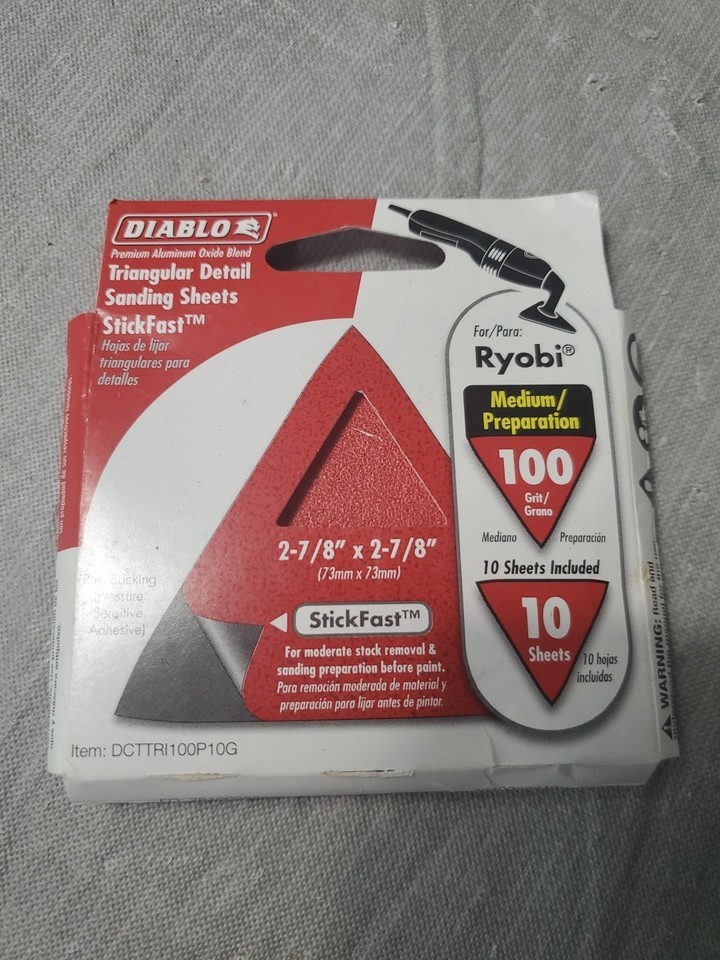 DIABLO
Premium Aluminum Oxide Blend
Triangular Detail
Sanding Sheets
StickFast™
Hojas de lijar
triangulares para
detalles
For/Para:
Ryobi®
Medium/
Preparation
100
Grit/
Grano
Mediano Preparación
10 Sheets Included
10
Sheets
10 hojas
incluidas
2-7/8" x 2-7/8"
(73mm x 73mm)
StickFast™
For moderate stock removal &
sanding preparation before paint.
Para remoción moderada de material y
preparación para lijar antes de pintar.
Backing
Sensitive
Adhesive]
Item: DCTTRI100P10G
WARNING: Read and